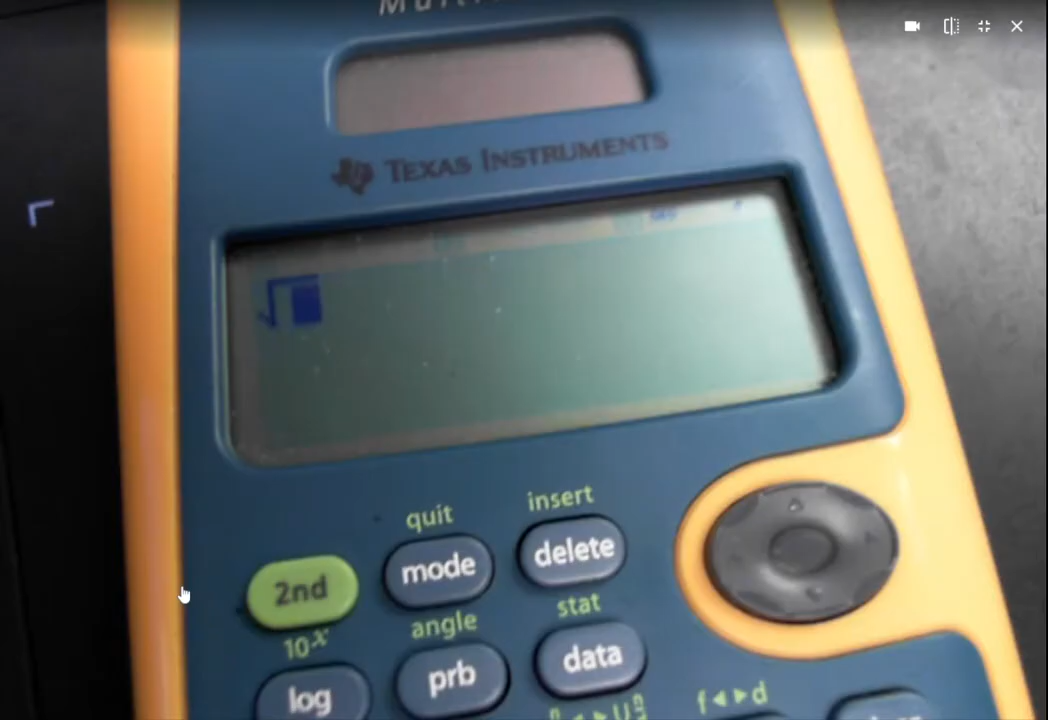 TEXAS INSTRUMENTS
√
quit
insert
2nd
mode
delete
10ˣ
angle
stat
log
prb
data
f◄►d